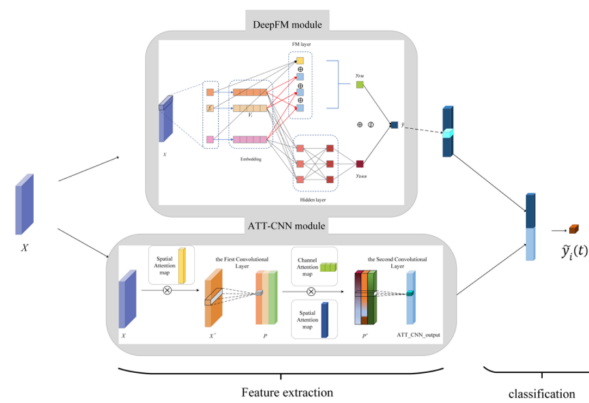 DeepFM module
FM layer
X
Embedding
Hidden layer
X
ATT-CNN module
Spatial
Attention
map
the First Convolutional
Layer
Channel
Attention
map
the Second Convolutional
Layer
Spatial
Attention
map
X
X'
P
P'
ATT_CNN_output
ỹᵢ(t)
Feature extraction
classification